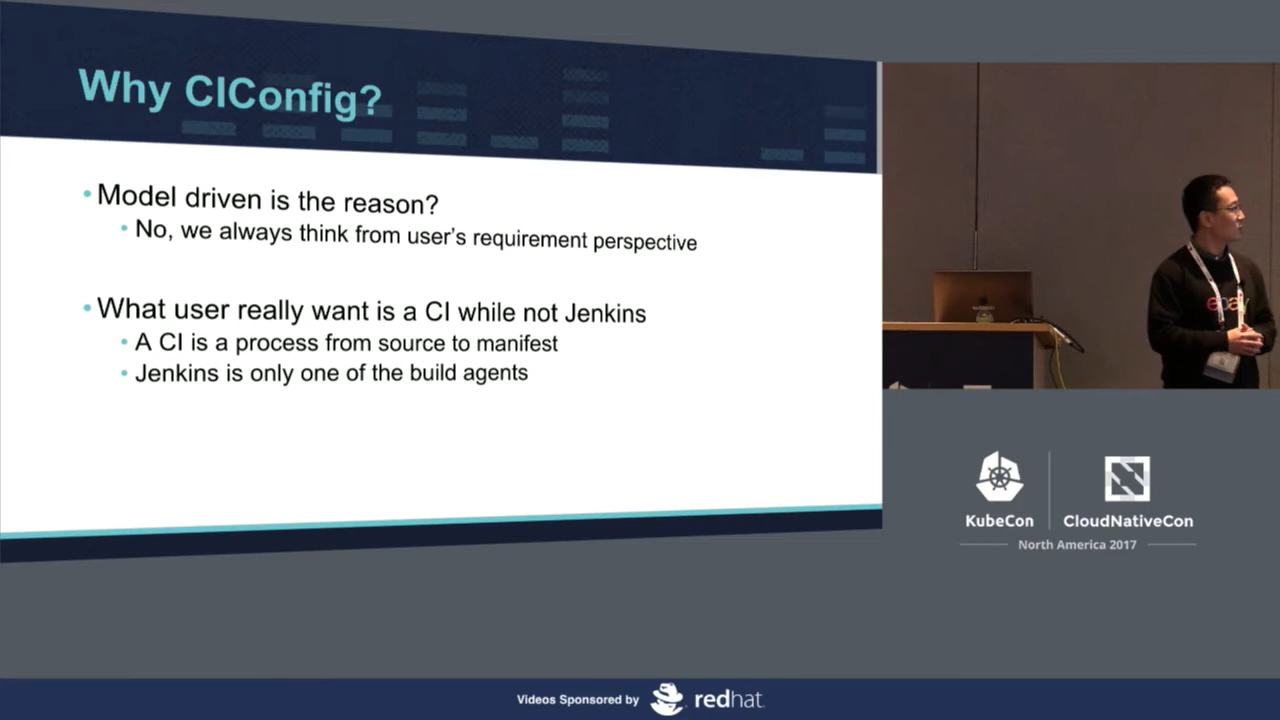 Why CIConfig?
• Model driven is the reason?
• No, we always think from user's requirement perspective
• What user really want is a CI while not Jenkins
• A CI is a process from source to manifest
• Jenkins is only one of the build agents
ebay
KubeCon
CloudNativeCon
North America 2017
Videos Sponsored by
redhat.